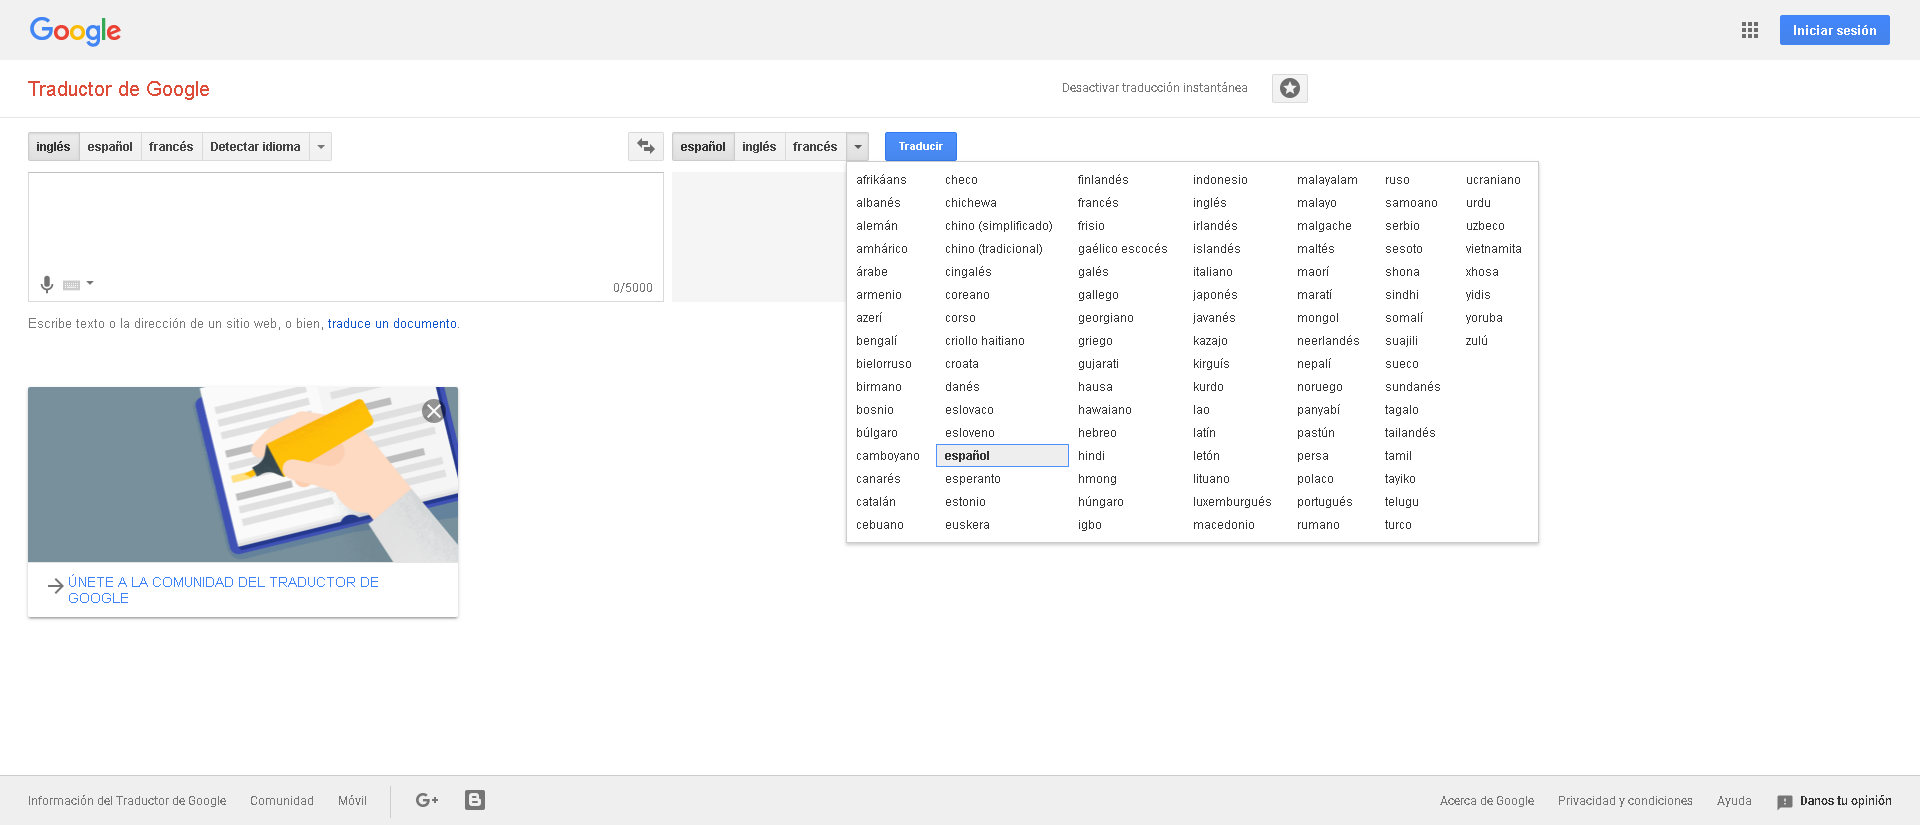 Google
Iniciar sesión
Traductor de Google
Desactivar traducción instantánea
inglés español francés Detectar idioma
español inglés francés Traducir
0/5000
Escribe texto o la dirección de un sitio web, o bien, traduce un documento.
afrikáans checo finlandés indonesio malayalam ruso ucraniano
albanés chichewa francés inglés malayo samoano urdu
alemán chino (simplificado) frisio irlandés malgache serbio uzbeco
amhárico chino (tradicional) gaélico escocés islandés maltés sesoto vietnamita
árabe cingalés galés italiano maorí shona xhosa
armenio coreano gallego japonés maratí sindhi yidis
azerí corso georgiano javanés mongol somalí yoruba
bengalí criollo haitiano griego kazajo neerlandés suajili zulú
bielorruso croata gujarati kirguís nepalí sueco
birmano danés hausa kurdo noruego sundanés
bosnio eslovaco hawaiano lao panyabí tagalo
búlgaro esloveno hebreo latín pastún tailandés
camboyano español hindi letón persa tamil
canarés esperanto hmong lituano polaco tayiko
catalán estonio húngaro luxemburgués portugués telugu
cebuano euskera igbo macedonio rumano turco
ÚNETE A LA COMUNIDAD DEL TRADUCTOR DE
GOOGLE
Información del Traductor de Google Comunidad Móvil G+ B
Acerca de Google Privacidad y condiciones Ayuda Danos tu opinión